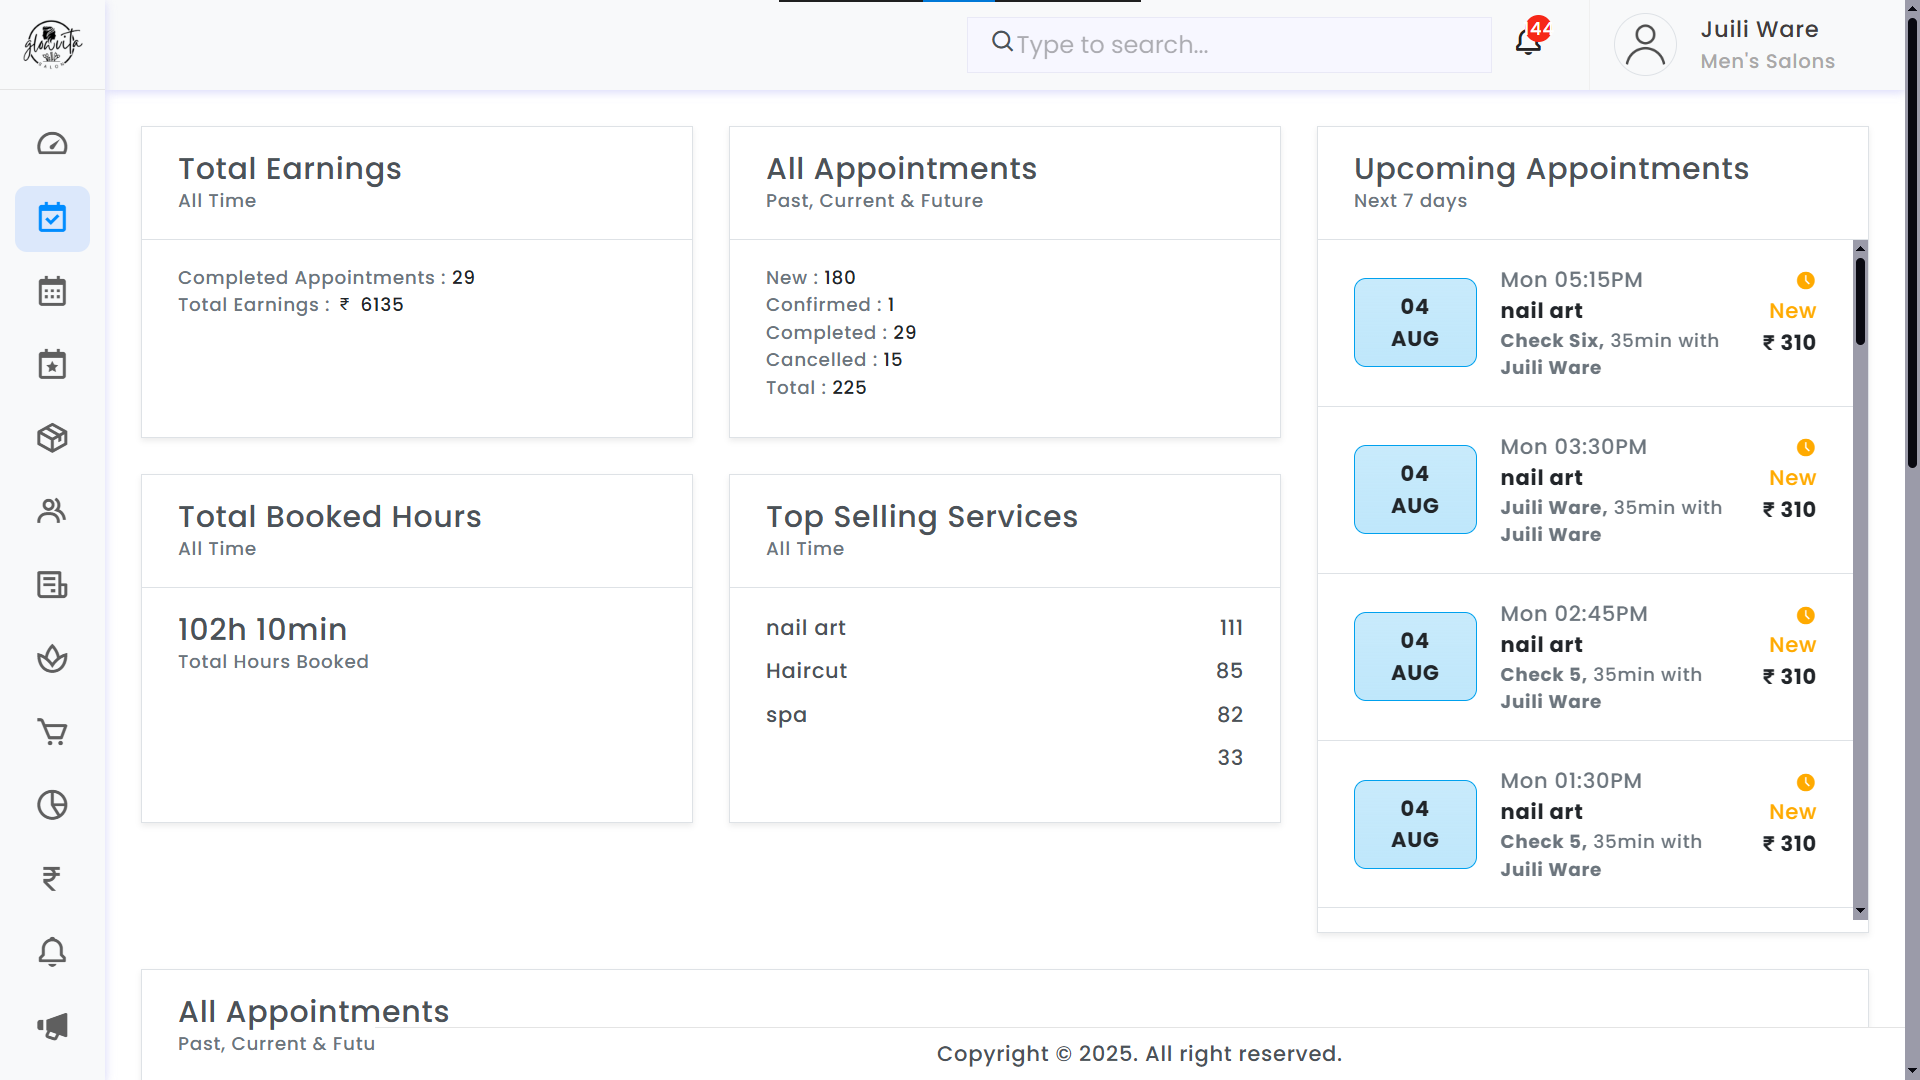 glowvita
SALON
Type to search...
44
Juili Ware
Men's Salons
Total Earnings
All Time
Completed Appointments : 29
Total Earnings : ₹ 6135
All Appointments
Past, Current & Future
New : 180
Confirmed : 1
Completed : 29
Cancelled : 15
Total : 225
Total Booked Hours
All Time
102h 10min
Total Hours Booked
Top Selling Services
All Time
nail art 111
Haircut 85
spa 82
33
Upcoming Appointments
Next 7 days
04
AUG
Mon 05:15PM
nail art
Check Six, 35min with
Juili Ware
New
₹ 310
04
AUG
Mon 03:30PM
nail art
Juili Ware, 35min with
Juili Ware
New
₹ 310
04
AUG
Mon 02:45PM
nail art
Check 5, 35min with
Juili Ware
New
₹ 310
04
AUG
Mon 01:30PM
nail art
Check 5, 35min with
Juili Ware
New
₹ 310
All Appointments
Past, Current & Futu
Copyright © 2025. All right reserved.